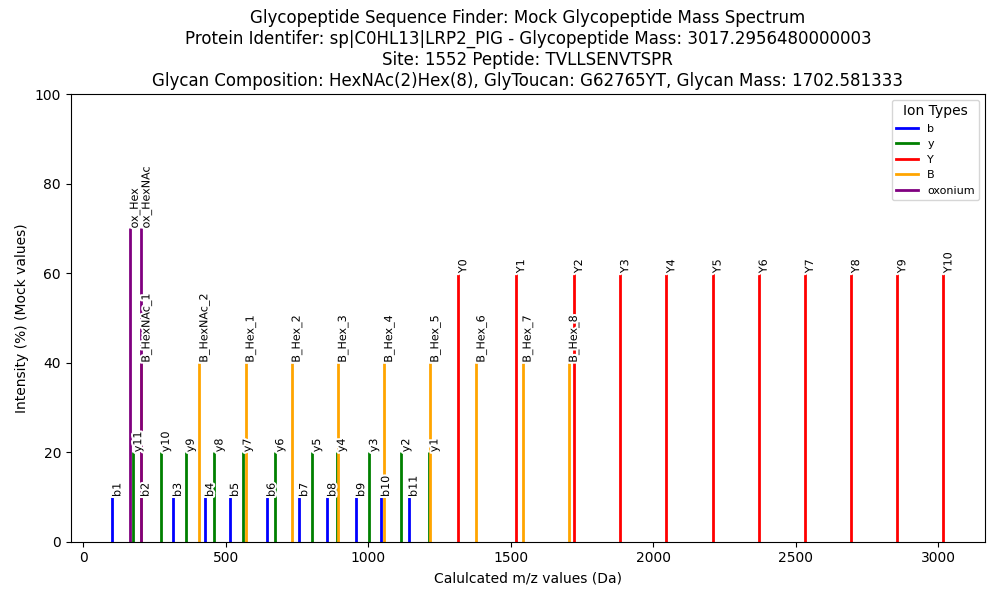 Glycopeptide Sequence Finder: Mock Glycopeptide Mass Spectrum
Protein Identifer: sp|C0HL13|LRP2_PIG - Glycopeptide Mass: 3017.2956480000003
Site: 1552 Peptide: TVLLSENVTSPR
Glycan Composition: HexNAc(2)Hex(8), GlyToucan: G62765YT, Glycan Mass: 1702.581333
Ion Types
b
y
Y
B
oxonium
Intensity (%) (Mock values)
100
80
60
40
20
0
ox_Hex
ox_HexNAc
Y0
Y1
Y2
Y3
Y4
Y5
Y6
Y7
Y8
Y9
Y10
B_HexNAc_1
B_HexNAc_2
B_Hex_1
B_Hex_2
B_Hex_3
B_Hex_4
B_Hex_5
B_Hex_6
B_Hex_7
B_Hex_8
y11
y10
y9
y8
y7
y6
y5
y4
y3
y2
y1
b1
b2
b3
b4
b5
b6
b7
b8
b9
b10
b11
0
500
1000
1500
2000
2500
3000
Calulcated m/z values (Da)